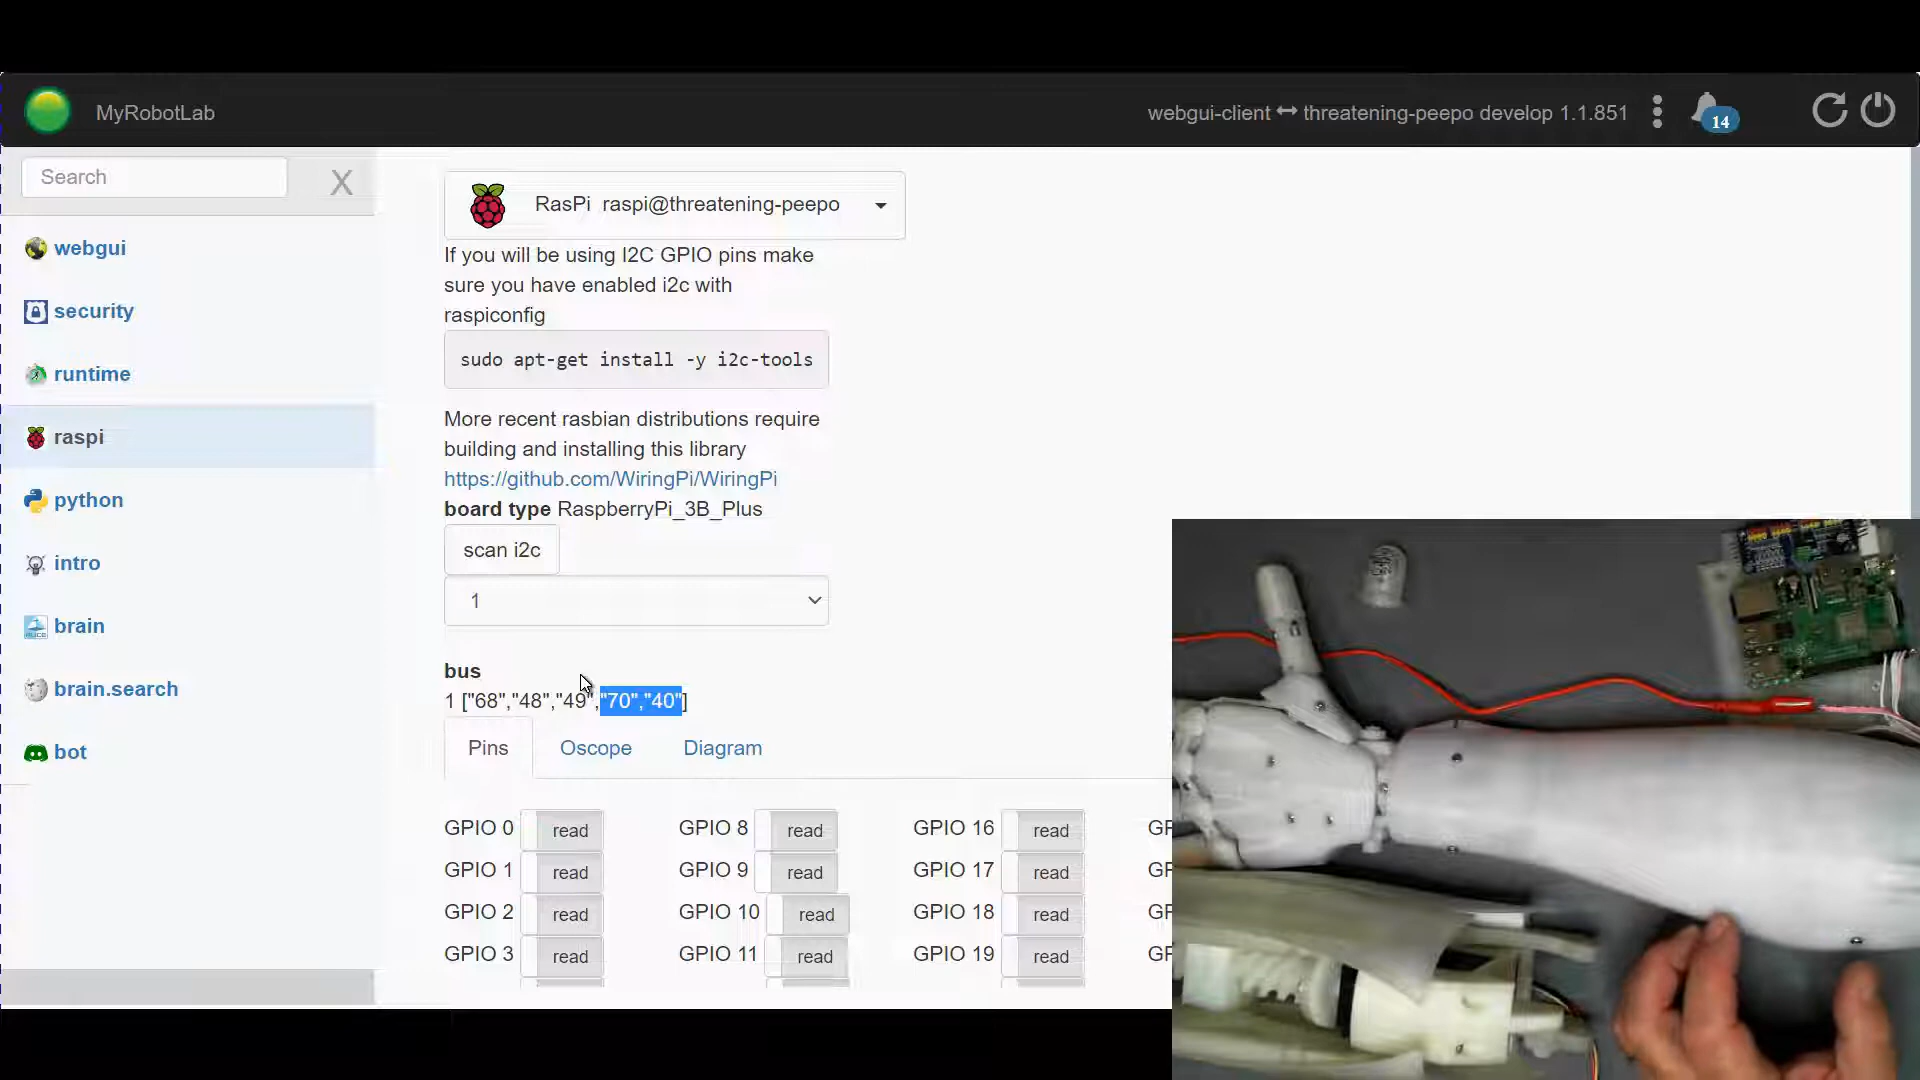 MyRobotLab
webgui-client ↔ threatening-peepo develop 1.1.851
14
Search
X
webgui
security
runtime
raspi
python
intro
brain
brain.search
bot
RasPi raspi@threatening-peepo
If you will be using I2C GPIO pins make
sure you have enabled i2c with
raspiconfig
sudo apt-get install -y i2c-tools
More recent rasbian distributions require
building and installing this library
https://github.com/WiringPi/WiringPi
board type RaspberryPi_3B_Plus
scan i2c
1
bus
1 ["68","48","49","70","40"]
Pins Oscope Diagram
GPIO 0 read GPIO 8 read GPIO 16 read GP
GPIO 1 read GPIO 9 read GPIO 17 read GP
GPIO 2 read GPIO 10 read GPIO 18 read GP
GPIO 3 read GPIO 11 read GPIO 19 read GP